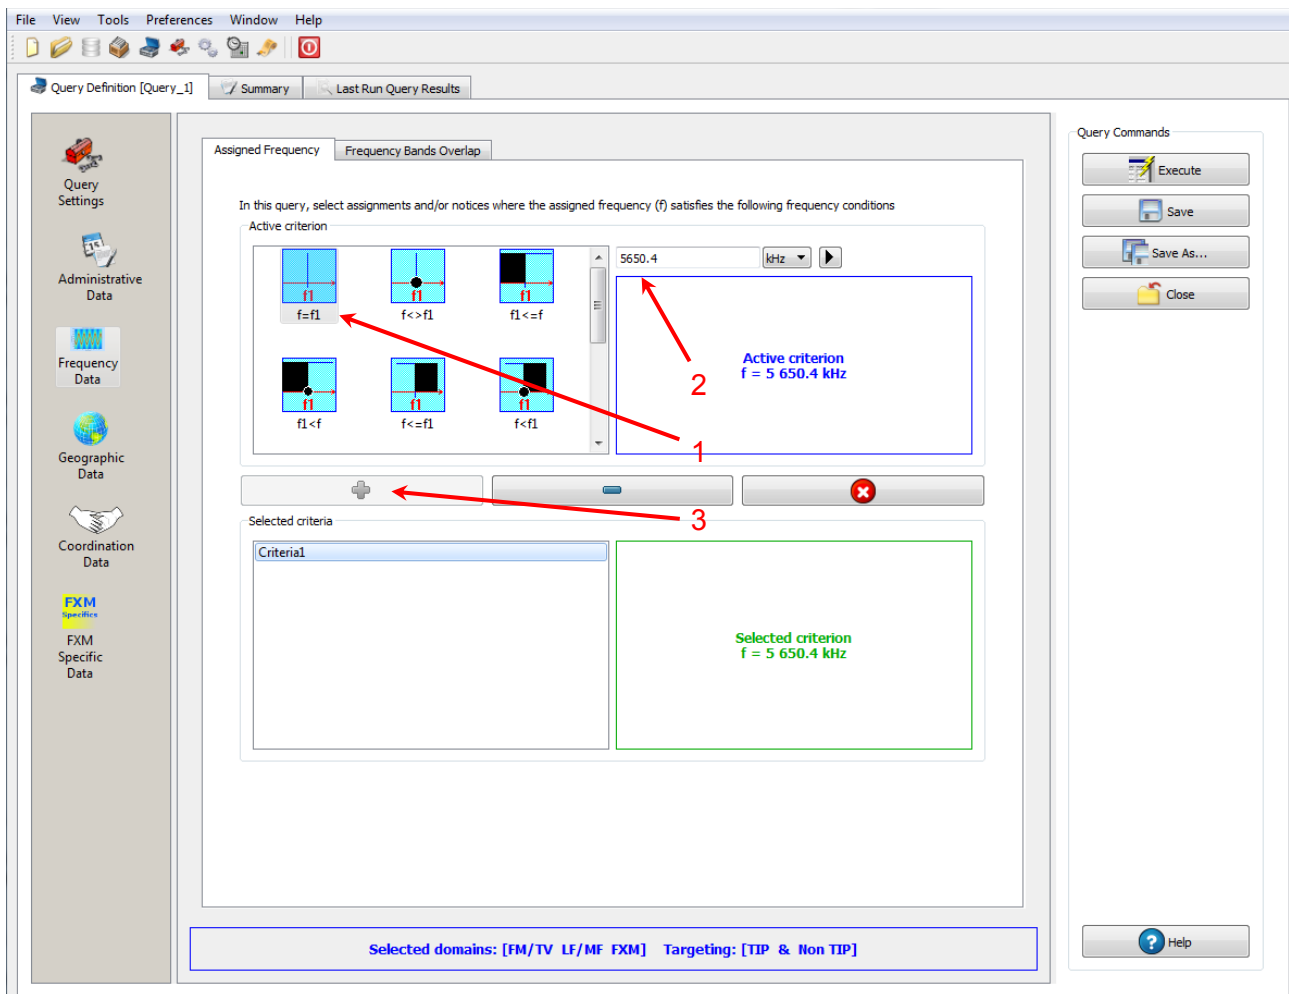 File View Tools Preferences Window Help
Query Definition [Query_1] Summary Last Run Query Results
Query
Settings
Administrative
Data
Frequency
Data
Geographic
Data
Coordination
Data
FXM
Specifics
FXM
Specific
Data
Assigned Frequency Frequency Bands Overlap
In this query, select assignments and/or notices where the assigned frequency (f) satisfies the following frequency conditions
Active criterion
f1 f1 f1
f=f1 f<>f1 f1<=f
f1 f1 f1
f1<f f<=f1 f<f1
5650.4 kHz
Active criterion
f = 5 650.4 kHz
2
1
3
Selected criteria
Criteria1
Selected criterion
f = 5 650.4 kHz
Selected domains: [FM/TV LF/MF FXM] Targeting: [TIP & Non TIP]
Query Commands
Execute
Save
Save As...
Close
Help